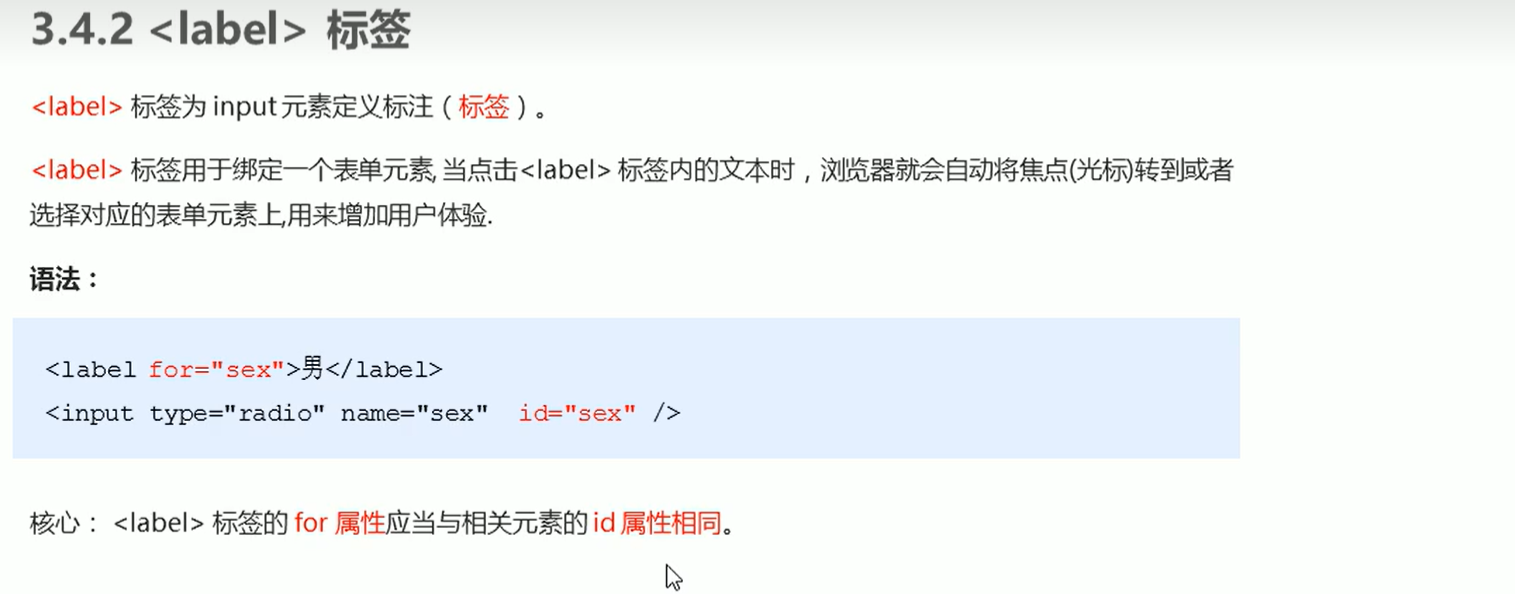 3.4.2 <label> 标签
<label> 标签为 input 元素定义标注（标签）。
<label> 标签用于绑定一个表单元素, 当点击<label> 标签内的文本时，浏览器就会自动将焦点(光标)转到或者
选择对应的表单元素上,用来增加用户体验.
语法：
<label for="sex">男</label>
<input type="radio" name="sex" id="sex" />
核心： <label> 标签的 for 属性应当与相关元素的 id 属性相同。